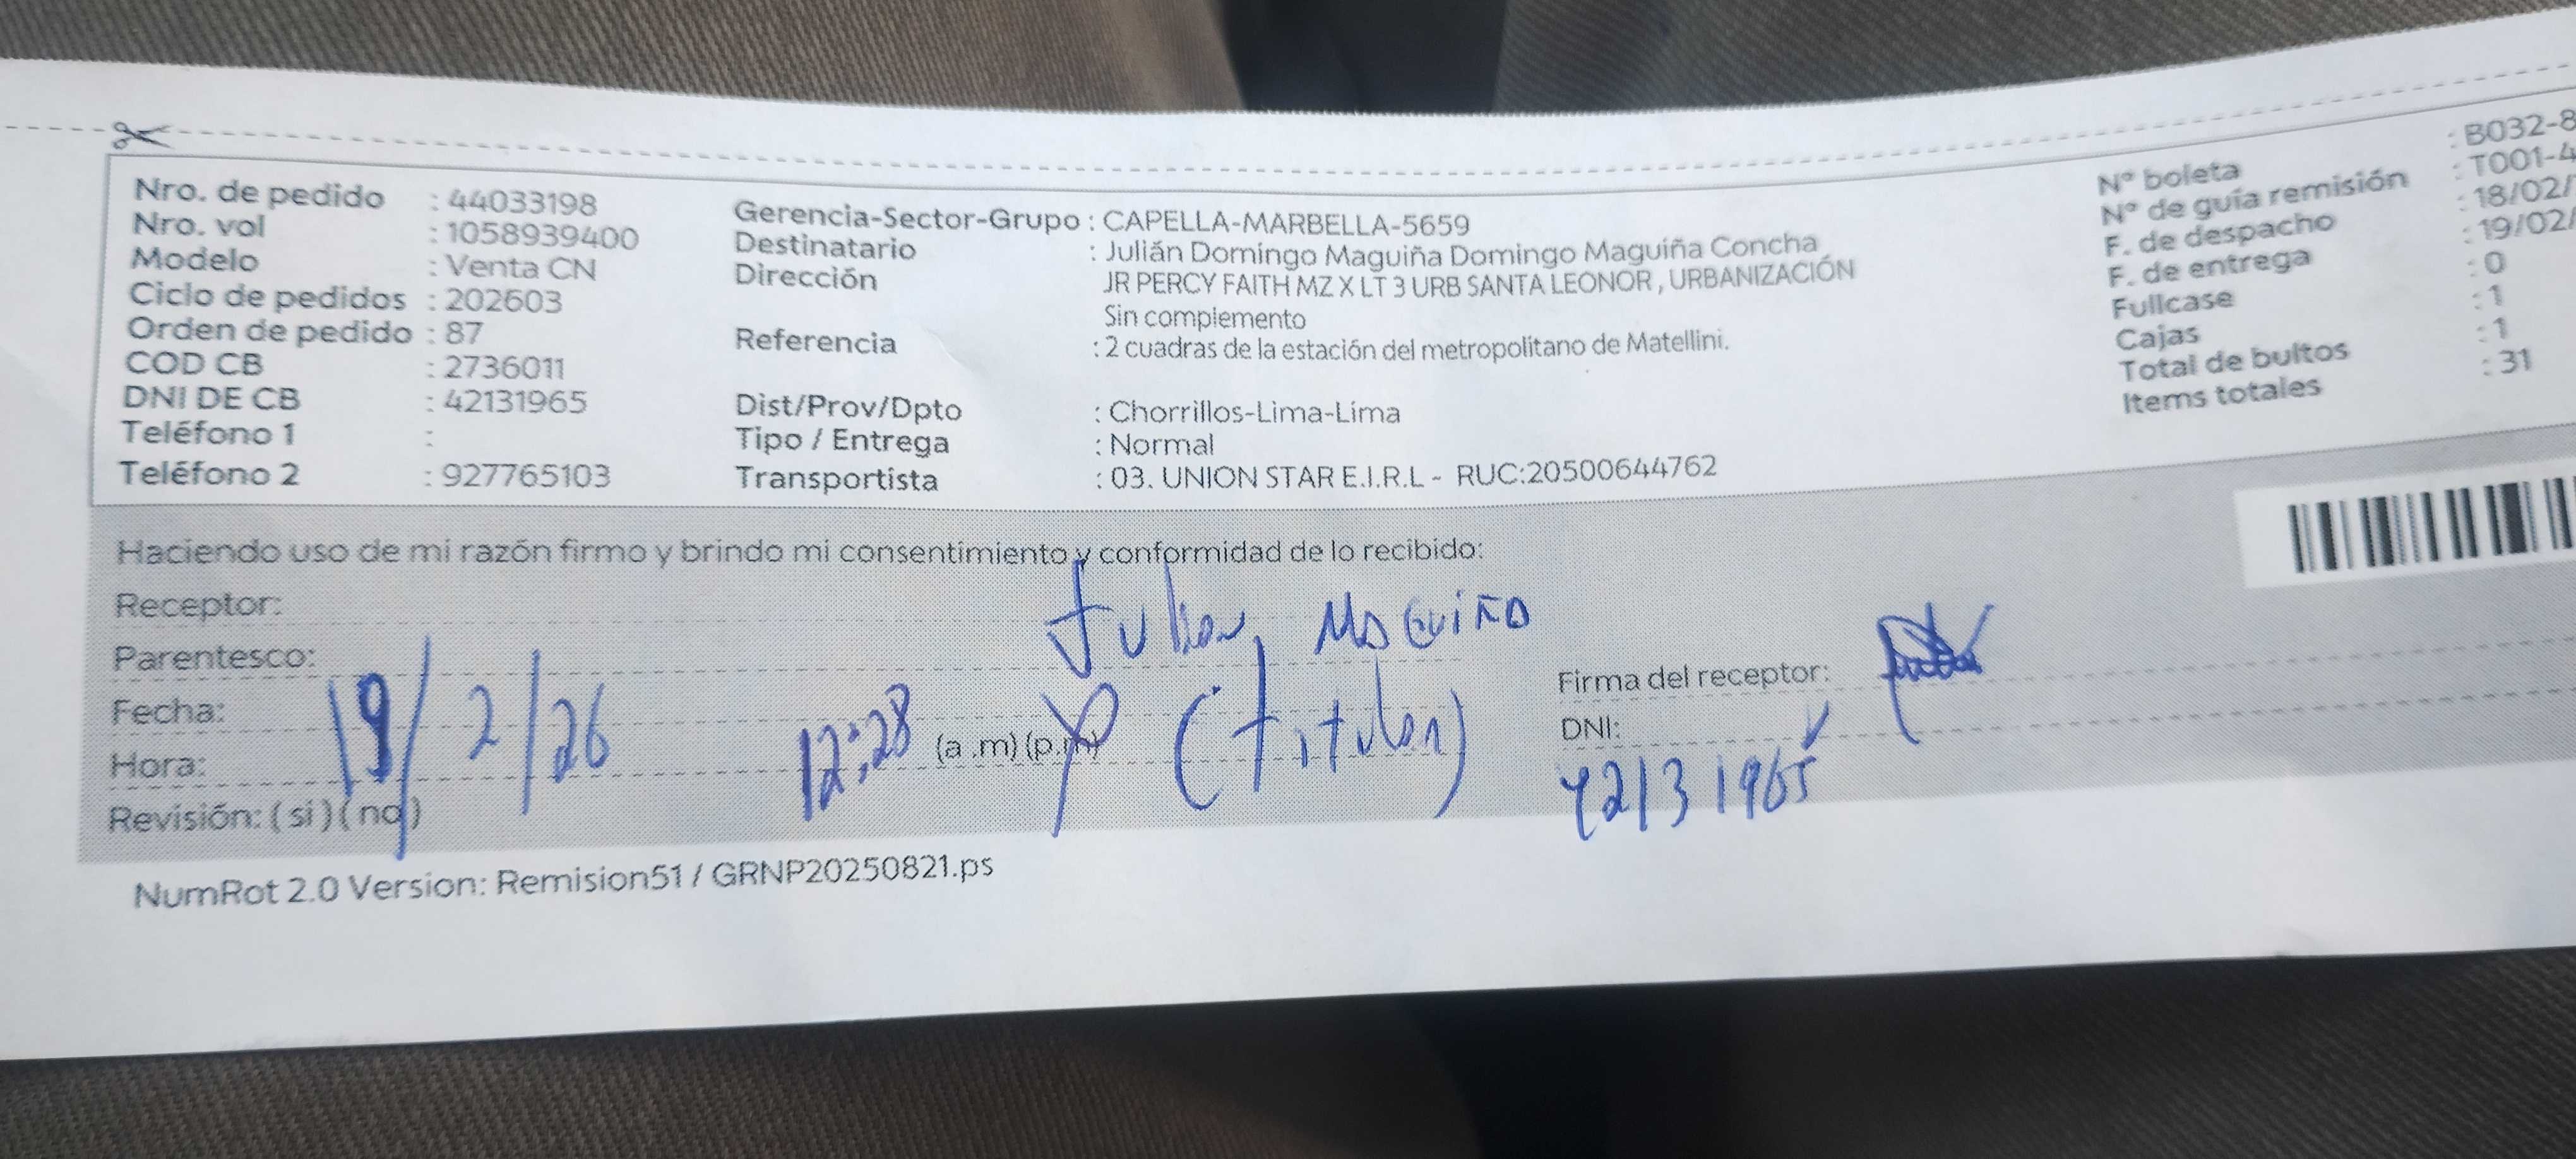 Nro. de pedido : 44033198
Nro. vol : 1058939400
Modelo : Venta CN
Ciclo de pedidos : 202603
Orden de pedido : 87
COD CB : 2736011
DNI DE CB : 42131965
Teléfono 1 :
Teléfono 2 : 927765103
Gerencia-Sector-Grupo : CAPELLA-MARBELLA-5659
Destinatario : Julián Domingo Maguiña Domingo Maguiña Concha
Dirección JR PERCY FAITH MZ X LT 3 URB SANTA LEONOR , URBANIZACIÓN
Sin complemento
Referencia : 2 cuadras de la estación del metropolitano de Matellini.
Dist/Prov/Dpto : Chorrillos-Lima-Lima
Tipo / Entrega : Normal
Transportista : 03. UNION STAR E.I.R.L - RUC:20500644762
N° boleta : B032-8
N° de guía remisión : T001-4
F. de despacho : 18/02/
F. de entrega : 19/02/
Fullcase : 0
Cajas : 1
Total de bultos : 1
Items totales : 31
Haciendo uso de mi razón firmo y brindo mi consentimiento y conformidad de lo recibido:
Receptor: Julian Maguiña
Parentesco: (titular)
Fecha: 19/2/26
Hora: 12:28 (a .m) (p.m)
Revisión: ( si ) ( no )
Firma del receptor:
DNI: 42131965
NumRot 2.0 Version: Remision51 / GRNP20250821.ps